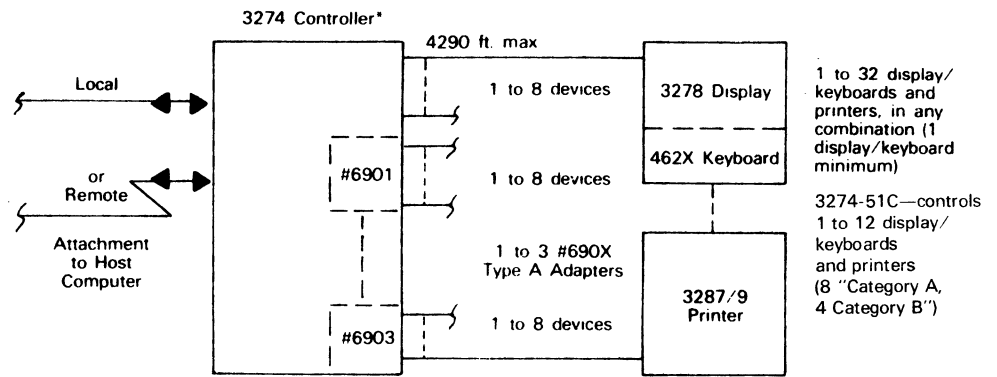 3274 Controller*
4290 ft. max
Local
or
Remote
Attachment
to Host
Computer
1 to 8 devices
#6901
1 to 8 devices
1 to 3 #690X
Type A Adapters
#6903
1 to 8 devices
3278 Display
462X Keyboard
3287/9
Printer
1 to 32 display/
keyboards and
printers, in any
combination (1
display/keyboard
minimum)
3274-51C—controls
1 to 12 display/
keyboards
and printers
(8 "Category A,
4 Category B")